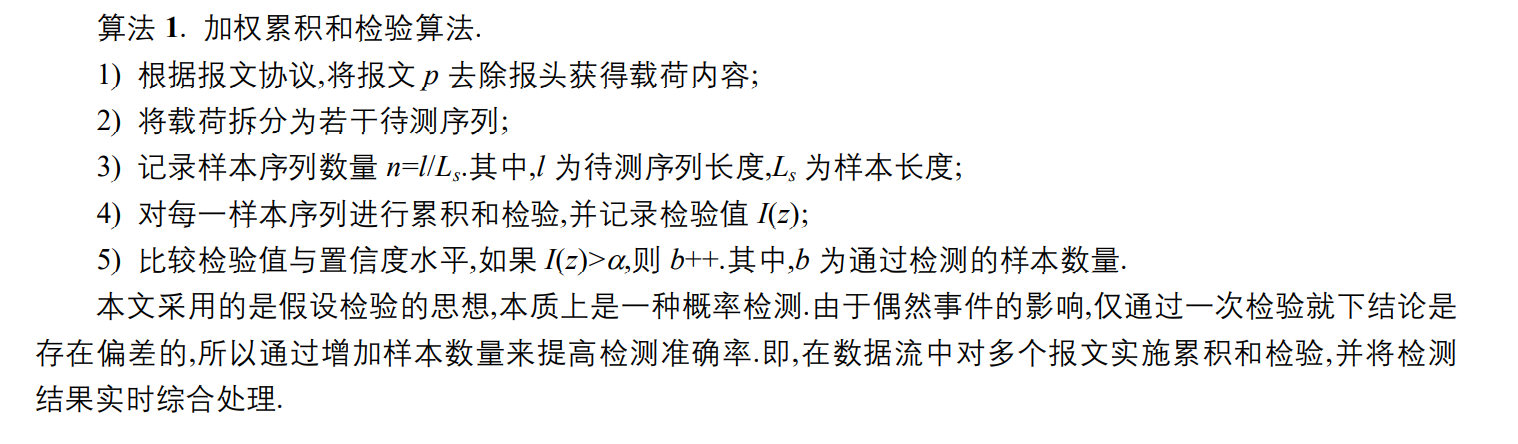 算法 1. 加权累积和检验算法.
1) 根据报文协议,将报文 p 去除报头获得载荷内容;
2) 将载荷拆分为若干待测序列;
3) 记录样本序列数量 n=l/Ls.其中,l 为待测序列长度,Ls 为样本长度;
4) 对每一样本序列进行累积和检验,并记录检验值 I(z);
5) 比较检验值与置信度水平,如果 I(z)>α,则 b++.其中,b 为通过检测的样本数量.
本文采用的是假设检验的思想,本质上是一种概率检测.由于偶然事件的影响,仅通过一次检验就下结论是
存在偏差的,所以通过增加样本数量来提高检测准确率.即,在数据流中对多个报文实施累积和检验,并将检测
结果实时综合处理.